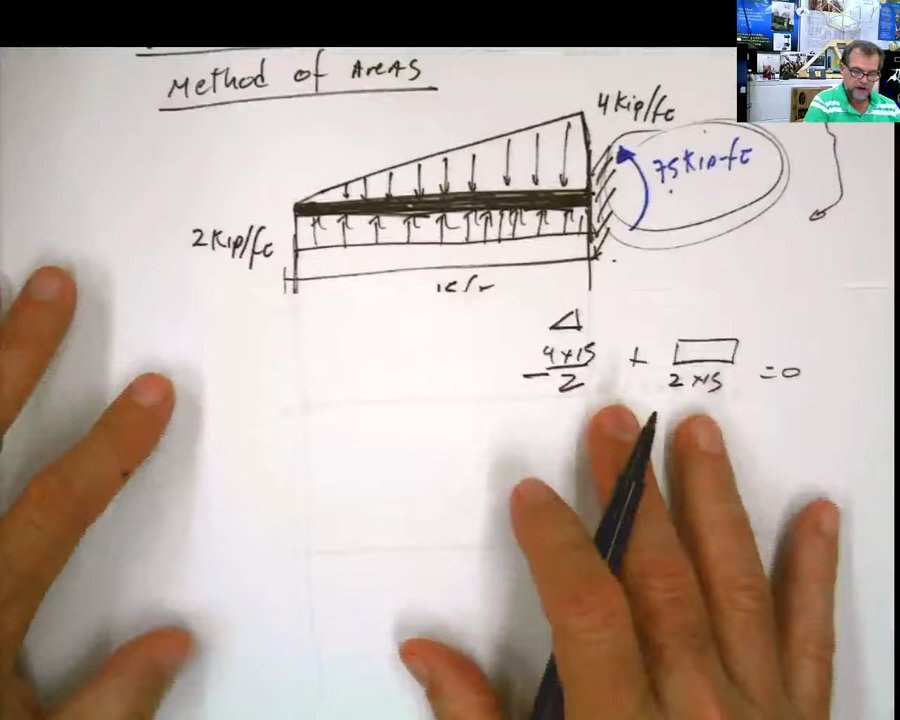 Method of AreAS
4 Kip/ft
75 Kip-ft
2 Kip/ft
- 4 x 15 / 2 + 2 x 15 = 0